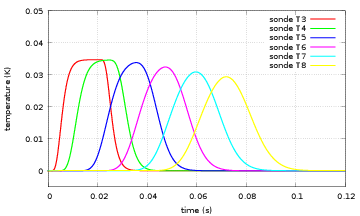 0.05
0.04
0.03
0.02
0.01
0
temperature (K)
0
0.02
0.04
0.06
0.08
0.1
0.12
time (s)
sonde T3
sonde T4
sonde T5
sonde T6
sonde T7
sonde T8